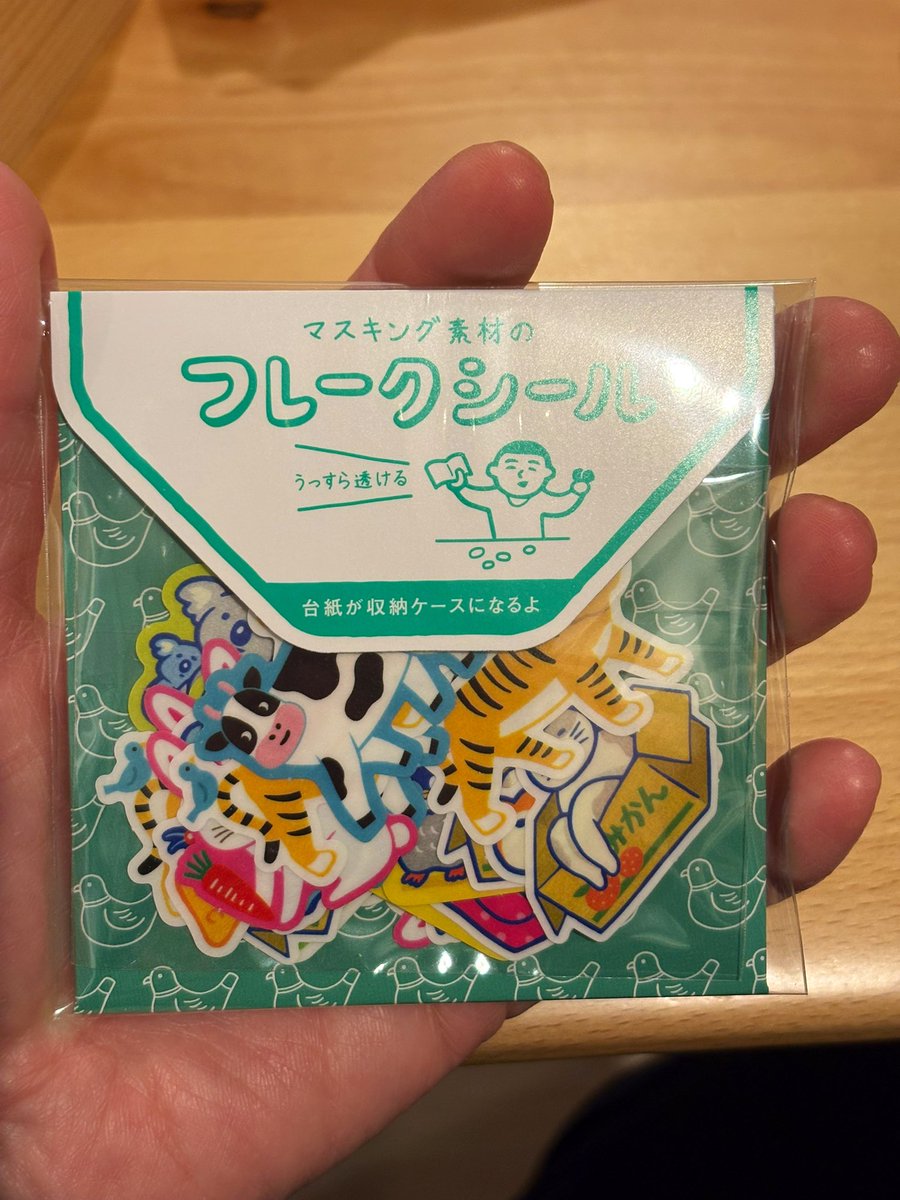 マスキング素材の
フレークシール
うっすら透ける
台紙が収納ケースになるよ
みかん